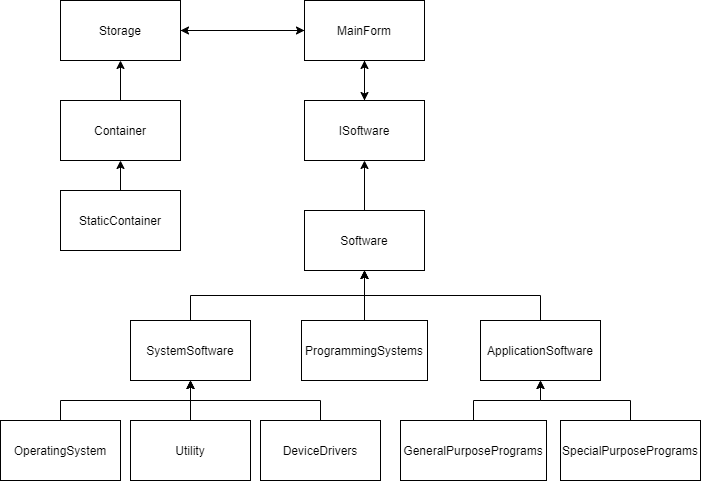 Storage
MainForm
Container
ISoftware
StaticContainer
Software
SystemSoftware
ProgrammingSystems
ApplicationSoftware
OperatingSystem
Utility
DeviceDrivers
GeneralPurposePrograms
SpecialPurposePrograms